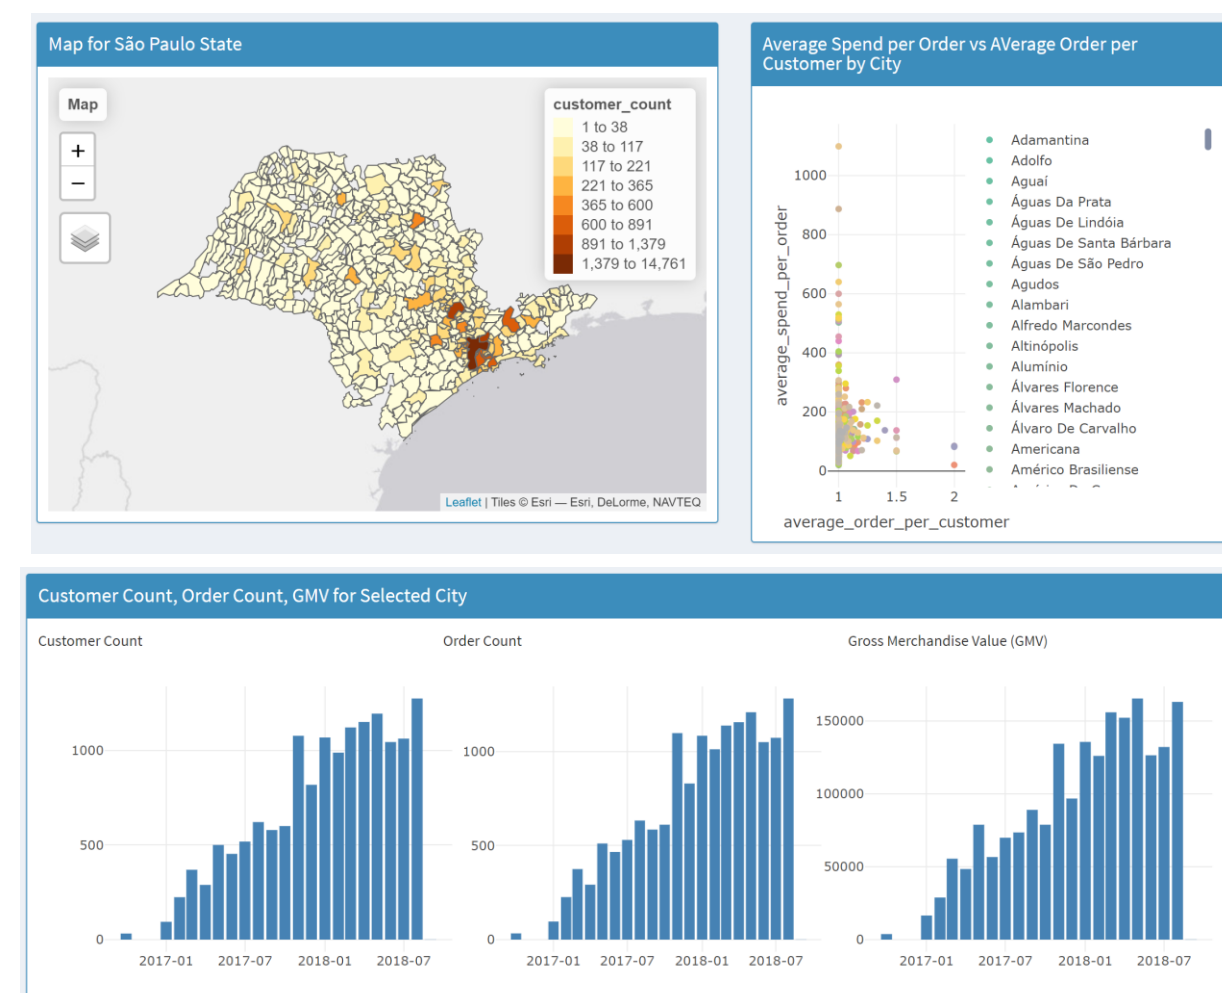 Map for São Paulo State
Map
+
−
customer_count
1 to 38
38 to 117
117 to 221
221 to 365
365 to 600
600 to 891
891 to 1,379
1,379 to 14,761
Leaflet | Tiles © Esri — Esri, DeLorme, NAVTEQ
Average Spend per Order vs AVerage Order per
Customer by City
average_spend_per_order
1000
800
600
400
200
0
1
1.5
2
average_order_per_customer
Adamantina
Adolfo
Aguaí
Águas Da Prata
Águas De Lindóia
Águas De Santa Bárbara
Águas De São Pedro
Agudos
Alambari
Alfredo Marcondes
Altinópolis
Alumínio
Álvares Florence
Álvares Machado
Álvaro De Carvalho
Americana
Américo Brasiliense
Customer Count, Order Count, GMV for Selected City
Customer Count
1000
500
0
2017-01
2017-07
2018-01
2018-07
Order Count
1000
500
0
2017-01
2017-07
2018-01
2018-07
Gross Merchandise Value (GMV)
150000
100000
50000
0
2017-01
2017-07
2018-01
2018-07